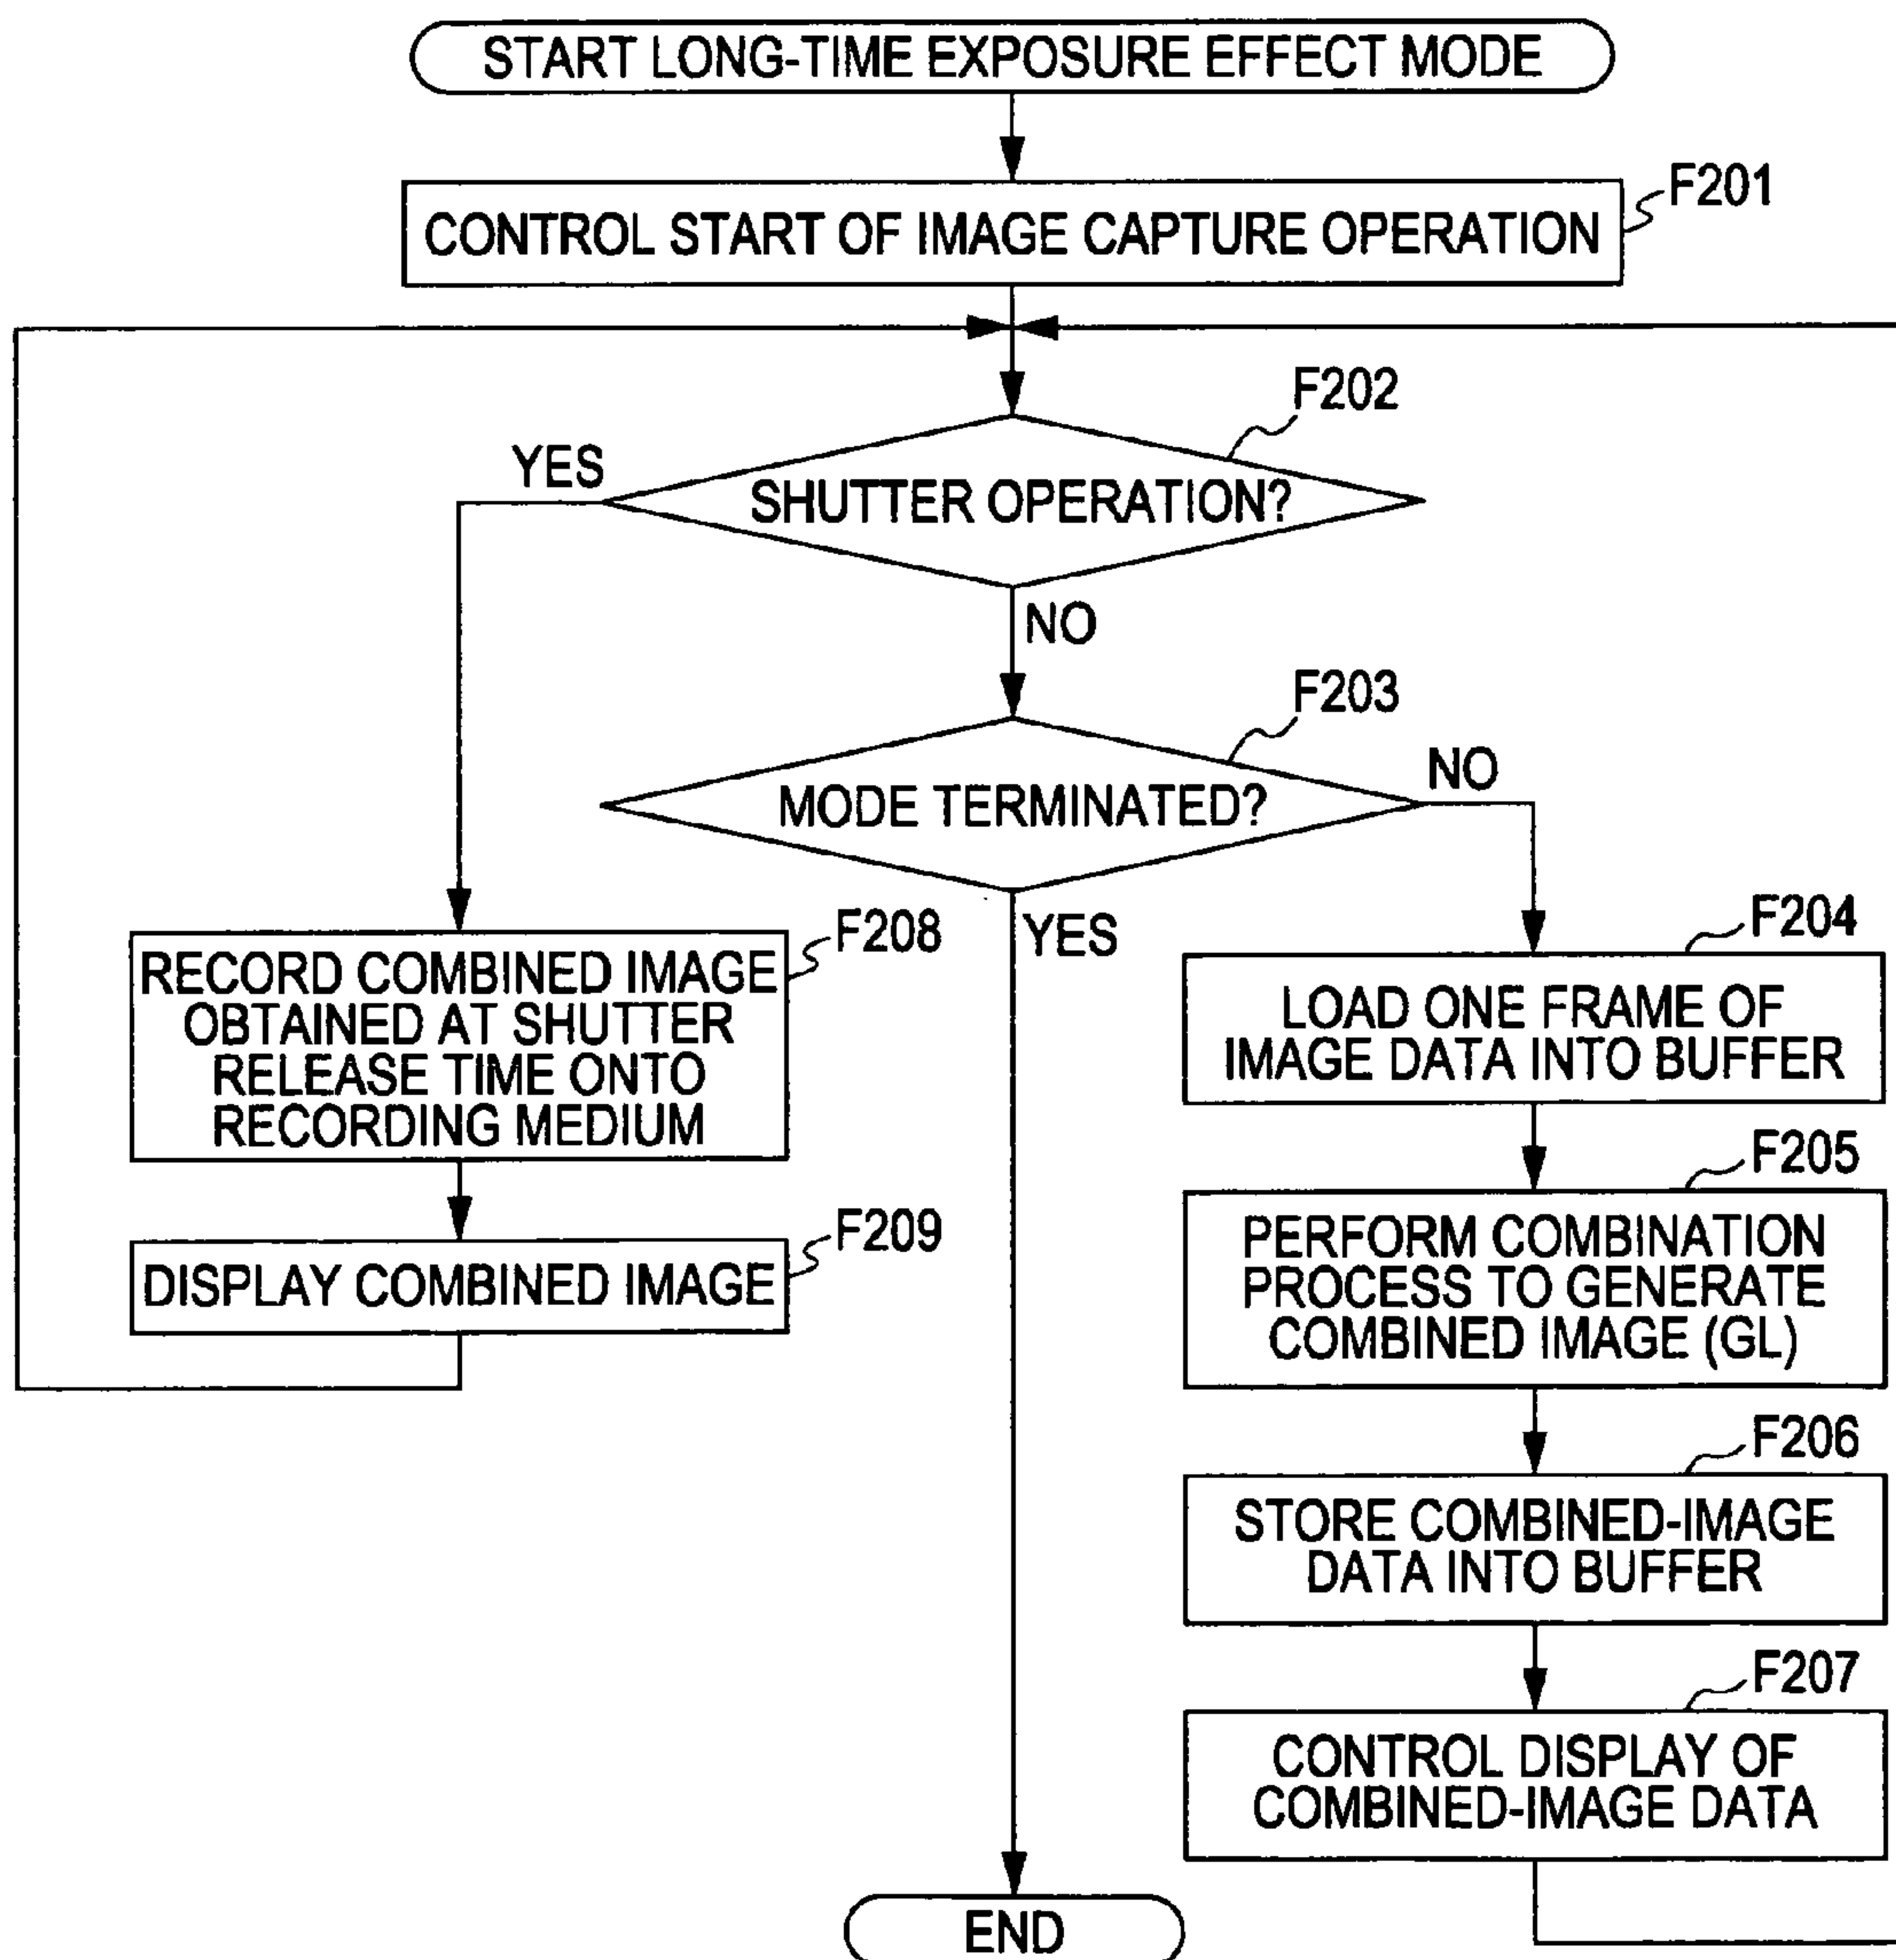 START LONG-TIME EXPOSURE EFFECT MODE
F201
CONTROL START OF IMAGE CAPTURE OPERATION
F202
YES
SHUTTER OPERATION?
NO
F203
NO
MODE TERMINATED?
YES
F208
RECORD COMBINED IMAGE
OBTAINED AT SHUTTER
RELEASE TIME ONTO
RECORDING MEDIUM
F209
DISPLAY COMBINED IMAGE
F204
LOAD ONE FRAME OF
IMAGE DATA INTO BUFFER
F205
PERFORM COMBINATION
PROCESS TO GENERATE
COMBINED IMAGE (GL)
F206
STORE COMBINED-IMAGE
DATA INTO BUFFER
F207
CONTROL DISPLAY OF
COMBINED-IMAGE DATA
END